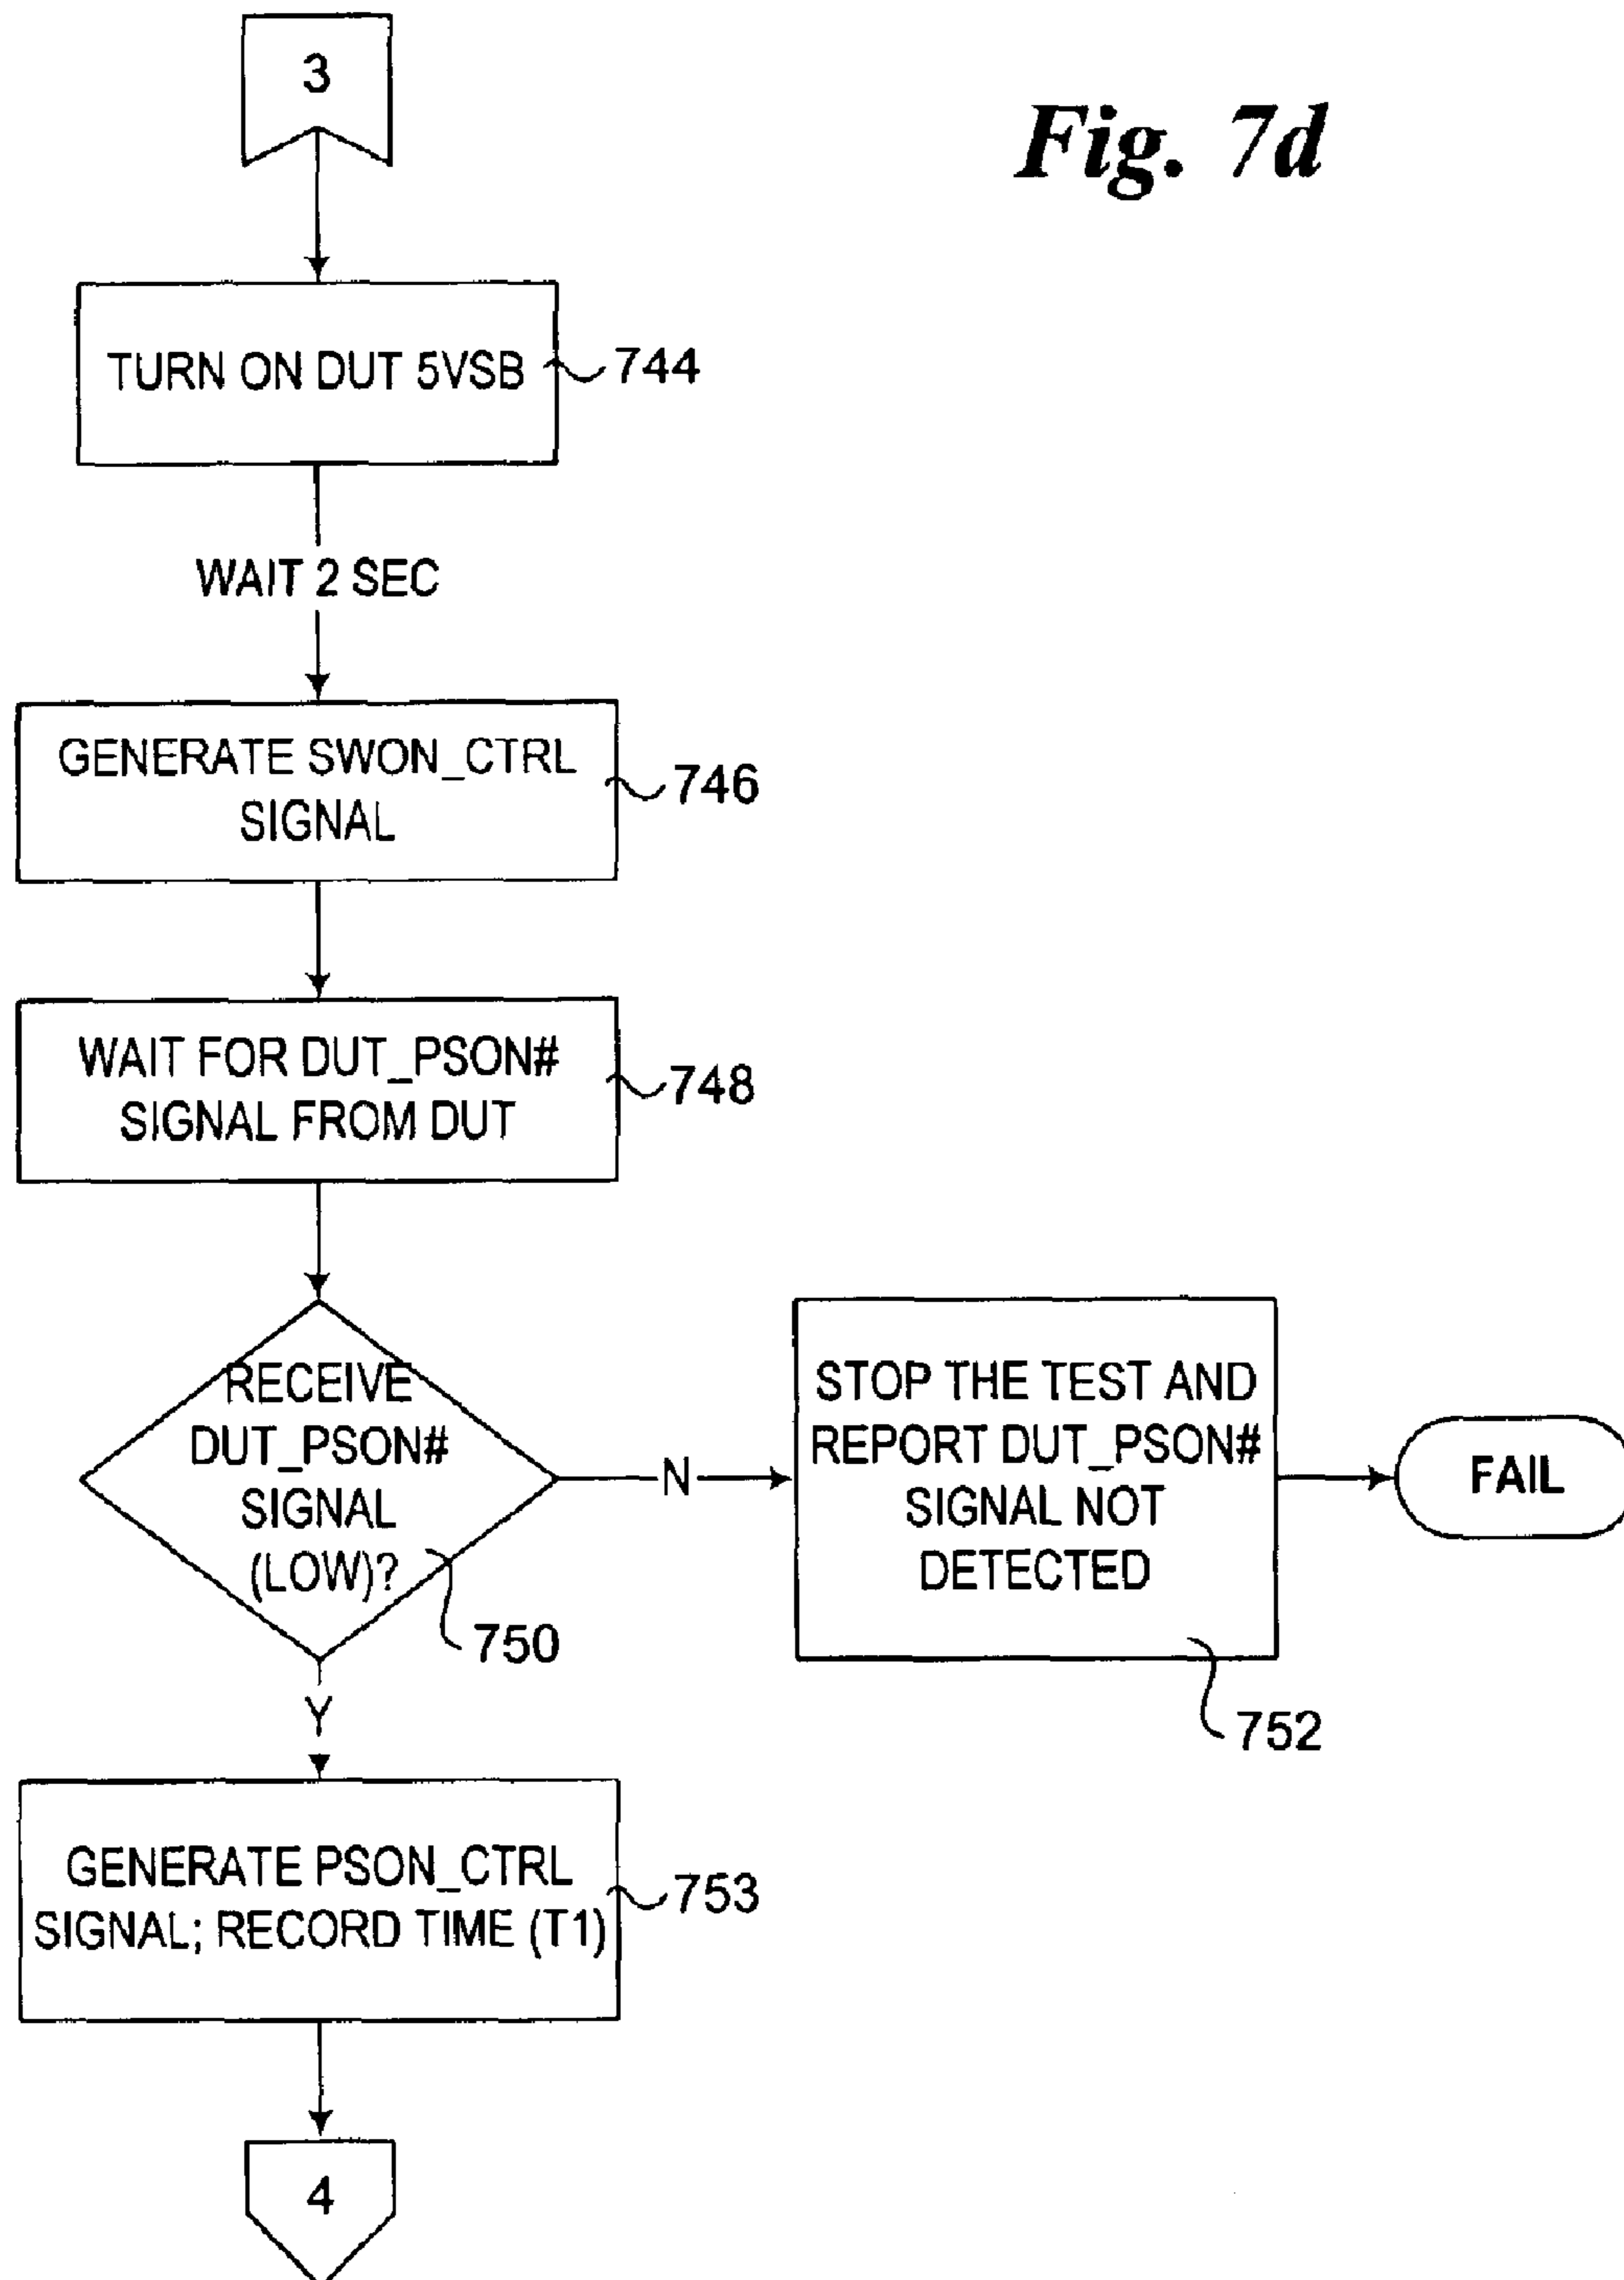 3
Fig. 7d
TURN ON DUT 5VSB
744
WAIT 2 SEC
GENERATE SWON_CTRL
SIGNAL
746
WAIT FOR DUT_PSON#
SIGNAL FROM DUT
748
RECEIVE
DUT_PSON#
SIGNAL
(LOW)?
750
N
STOP THE TEST AND
REPORT DUT_PSON#
SIGNAL NOT
DETECTED
752
FAIL
Y
GENERATE PSON_CTRL
SIGNAL; RECORD TIME (T1)
753
4